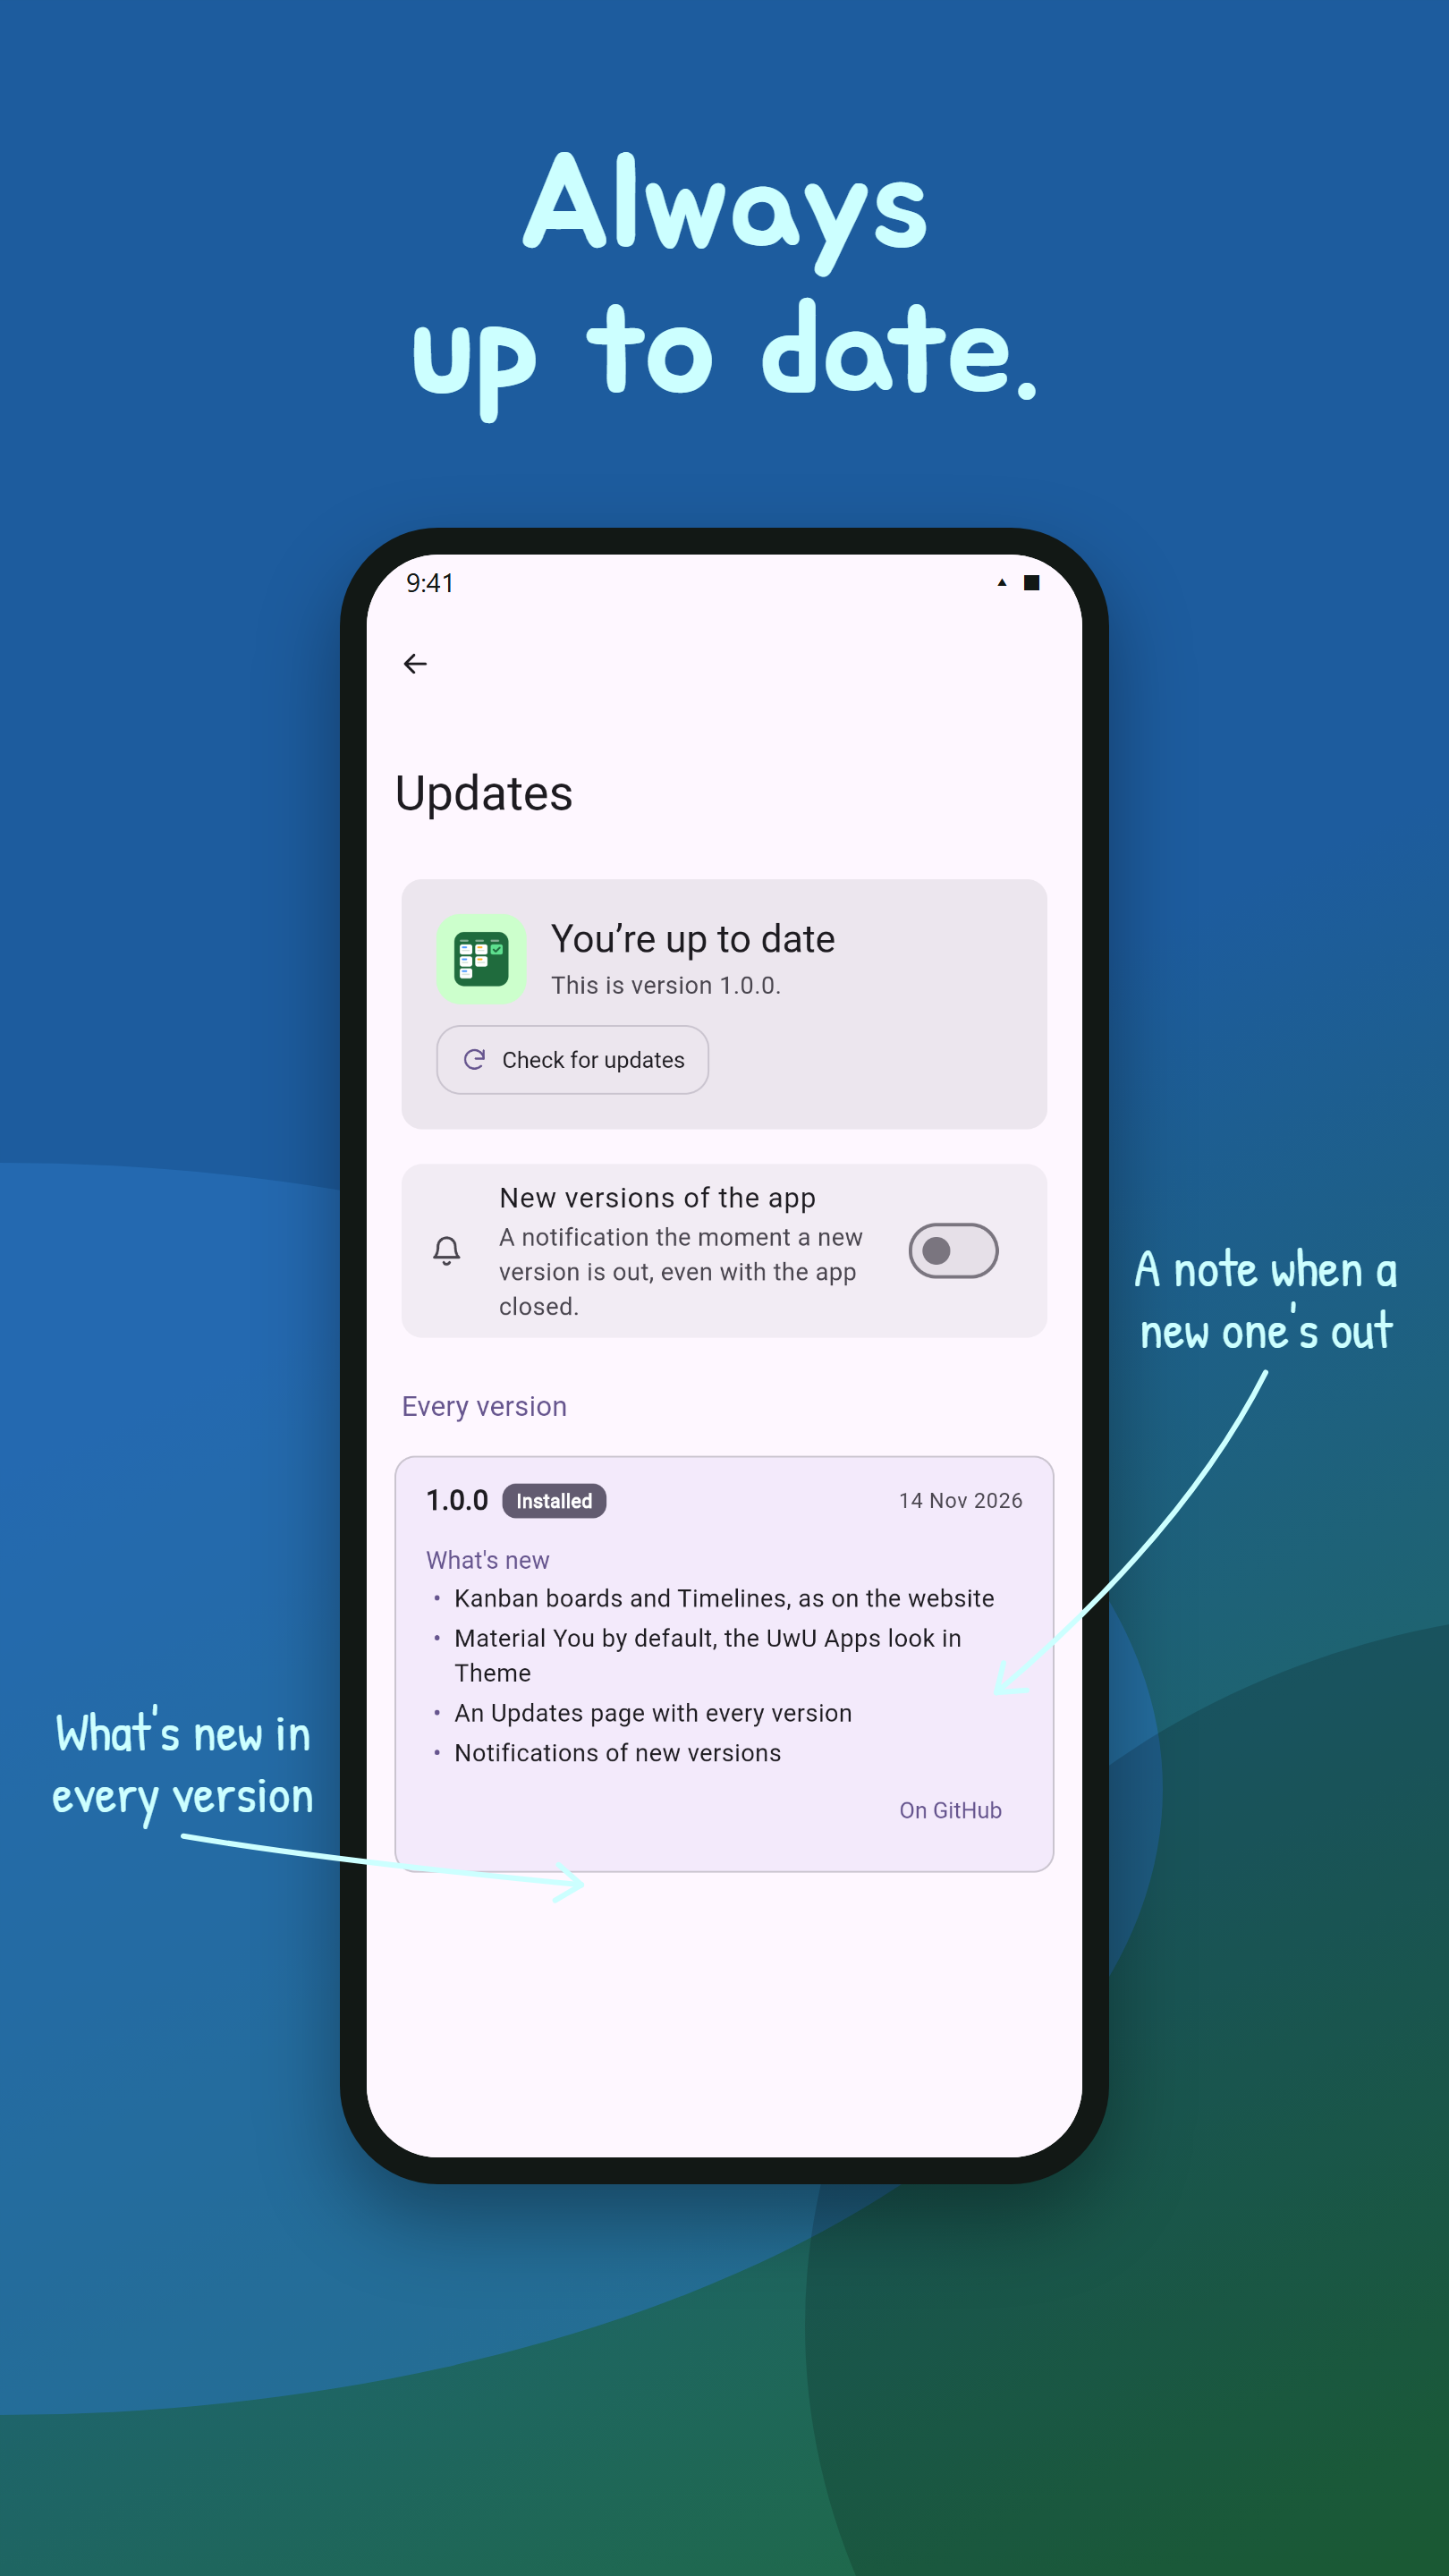 Always
up to date.
9:41
Updates
You’re up to date
This is version 1.0.0.
Check for updates
New versions of the app
A notification the moment a new
version is out, even with the app
closed.
A note when a
new one's out
Every version
1.0.0 Installed 14 Nov 2026
What's new
• Kanban boards and Timelines, as on the website
• Material You by default, the UwU Apps look in
Theme
• An Updates page with every version
• Notifications of new versions
On GitHub
What's new in
every version